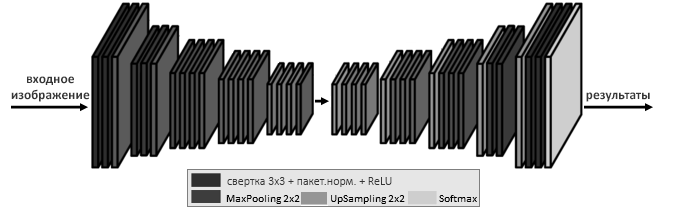 входное
изображение
результаты
свертка 3x3 + пакет.норм. + ReLU
MaxPooling 2x2 UpSampling 2x2 Softmax